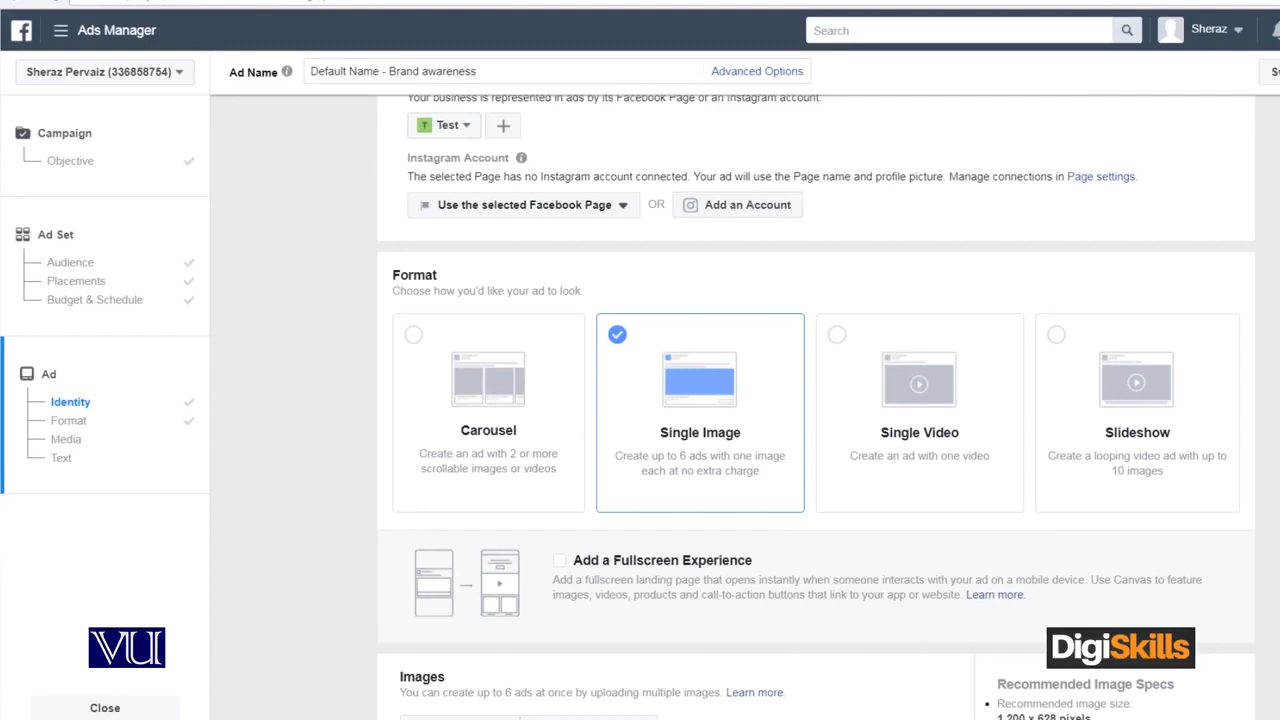 Ads Manager
Search
Sheraz
Sheraz Pervaiz (336858754)
Ad Name
Default Name - Brand awareness
Advanced Options
Campaign
Objective
Ad Set
Audience
Placements
Budget & Schedule
Ad
Identity
Format
Media
Text
Close
Your business is represented in ads by its Facebook Page or an Instagram account.
T Test
Instagram Account
The selected Page has no Instagram account connected. Your ad will use the Page name and profile picture. Manage connections in Page settings.
Use the selected Facebook Page OR Add an Account
Format
Choose how you'd like your ad to look.
Carousel
Create an ad with 2 or more
scrollable images or videos
Single Image
Create up to 6 ads with one image
each at no extra charge
Single Video
Create an ad with one video
Slideshow
Create a looping video ad with up to
10 images
Add a Fullscreen Experience
Add a fullscreen landing page that opens instantly when someone interacts with your ad on a mobile device. Use Canvas to feature
images, videos, products and call-to-action buttons that link to your app or website. Learn more.
Images
You can create up to 6 ads at once by uploading multiple images. Learn more.
Recommended Image Specs
Recommended image size:
1,200 x 628 pixels
VU
DigiSkills